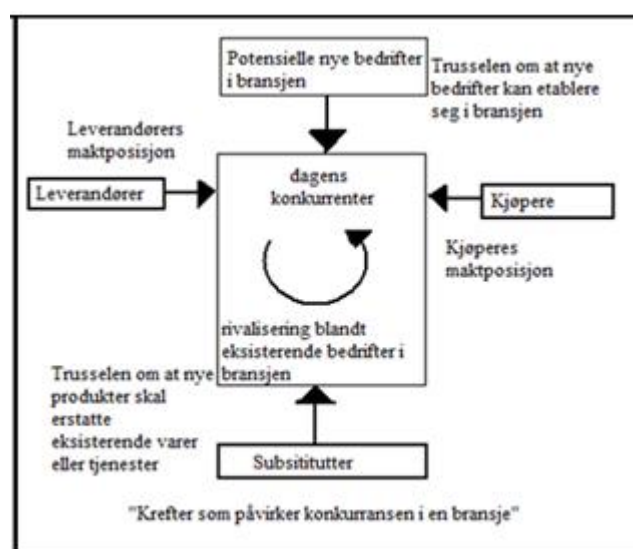 Potensielle nye bedrifter
i bransjen
Trusselen om at nye
bedrifter kan etablere
seg i bransjen
Leverandørers
maktposisjon
Leverandører
dagens
konkurrenter
Kjøpere
Kjøperes
maktposisjon
rivalisering blandt
eksisterende bedrifter i
bransjen
Trusselen om at nye
produkter skal
erstatte
eksisterende varer
eller tjenester
Subsititutter
"Krefter som påvirker konkurransen i en bransje"